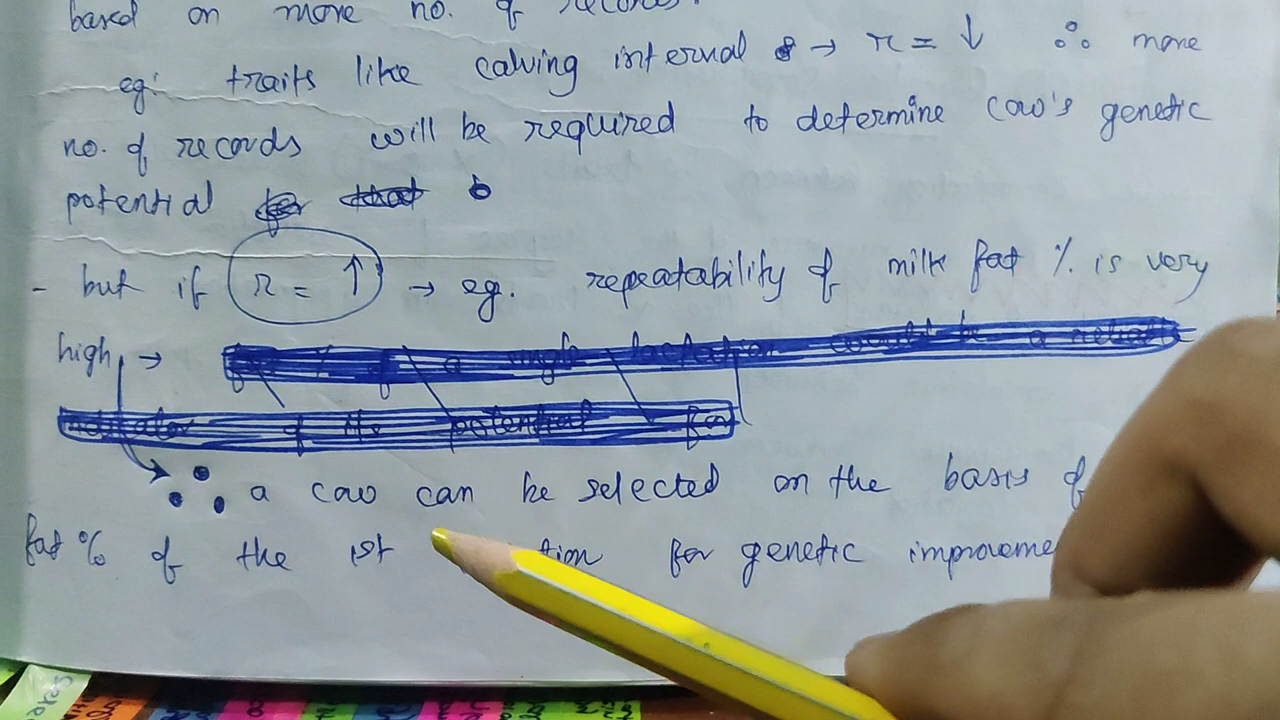 based on more no. of records.
eg: traits like calving interval → r = ↓ ∴ more
no. of records will be required to determine cow's genetic
potential
- but if r = ↑ → eg. repeatability of milk fat % is very
high →
∴ a cow can be selected on the basis of
fat % of the 1st for genetic